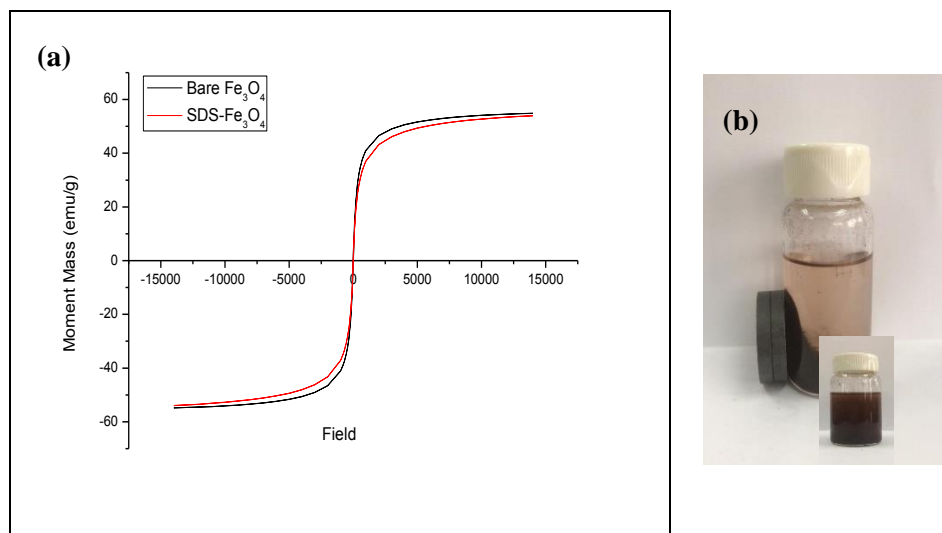 (a)
Bare Fe₃O₄
SDS-Fe₃O₄
Moment Mass (emu/g)
60
40
20
0
-20
-40
-60
-15000 -10000 -5000 0 5000 10000 15000
Field
(b)